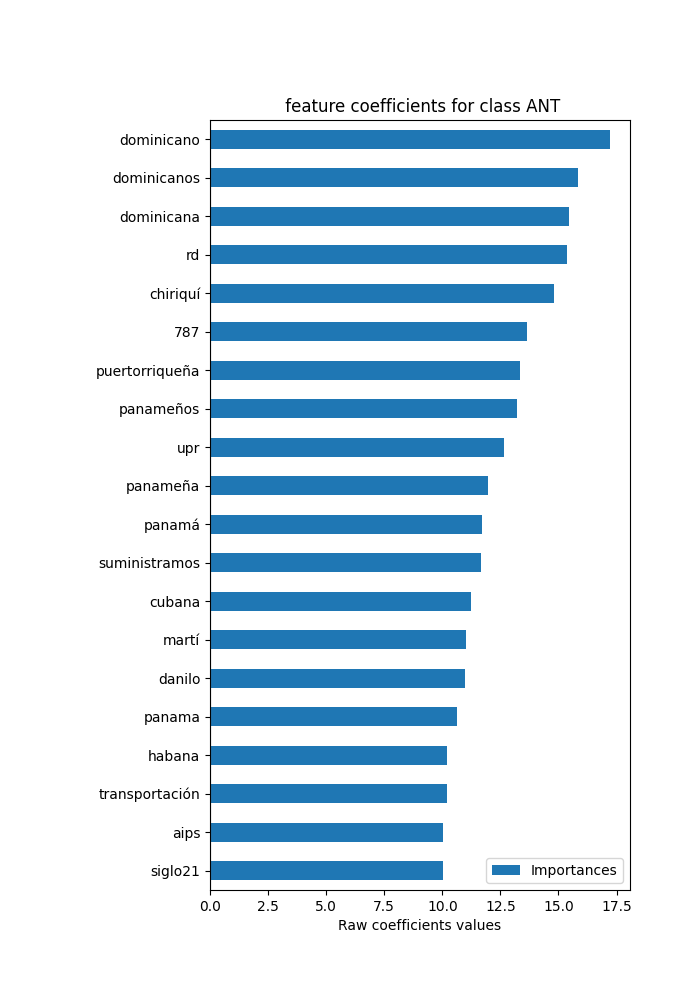 feature coefficients for class ANT
dominicano
dominicanos
dominicana
rd
chiriquí
787
puertorriqueña
panameños
upr
panameña
panamá
suministramos
cubana
martí
danilo
panama
habana
transportación
aips
siglo21
Importances
0.0 2.5 5.0 7.5 10.0 12.5 15.0 17.5
Raw coefficients values